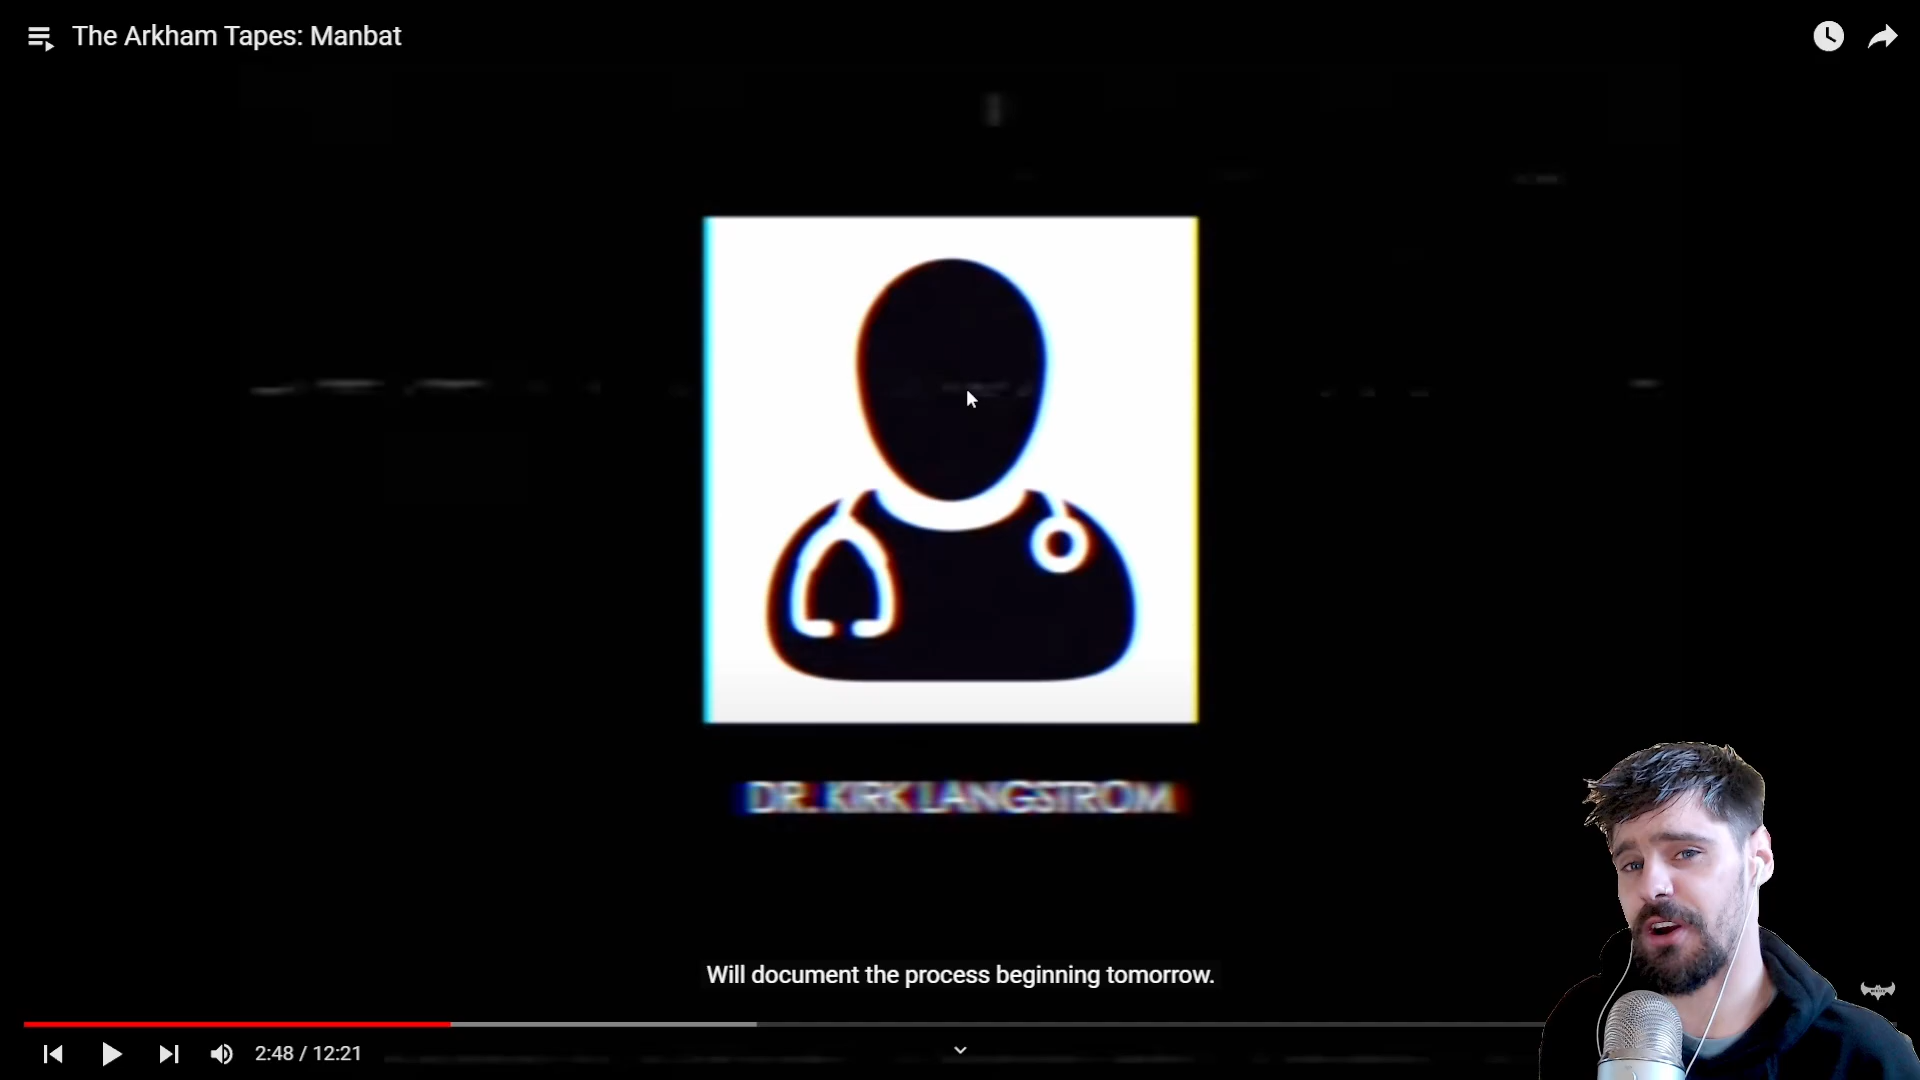 The Arkham Tapes: Manbat
DR. KIRK LANGSTROM
Will document the process beginning tomorrow.
2:48 / 12:21